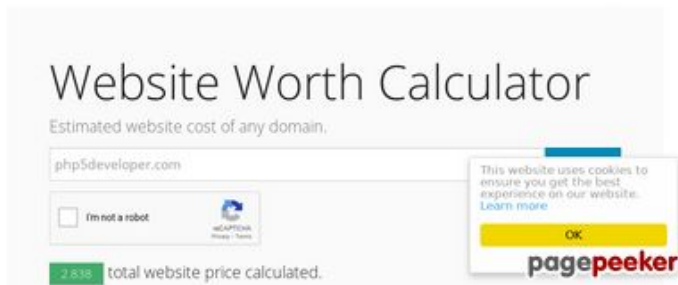 Website Worth Calculator
Estimated website cost of any domain.
php5developer.com
This website uses cookies to
ensure you get the best
experience on our website.
Learn more
OK
I'm not a robot
reCAPTCHA
Privacy - Terms
2.838 total website price calculated.
pagepeeker